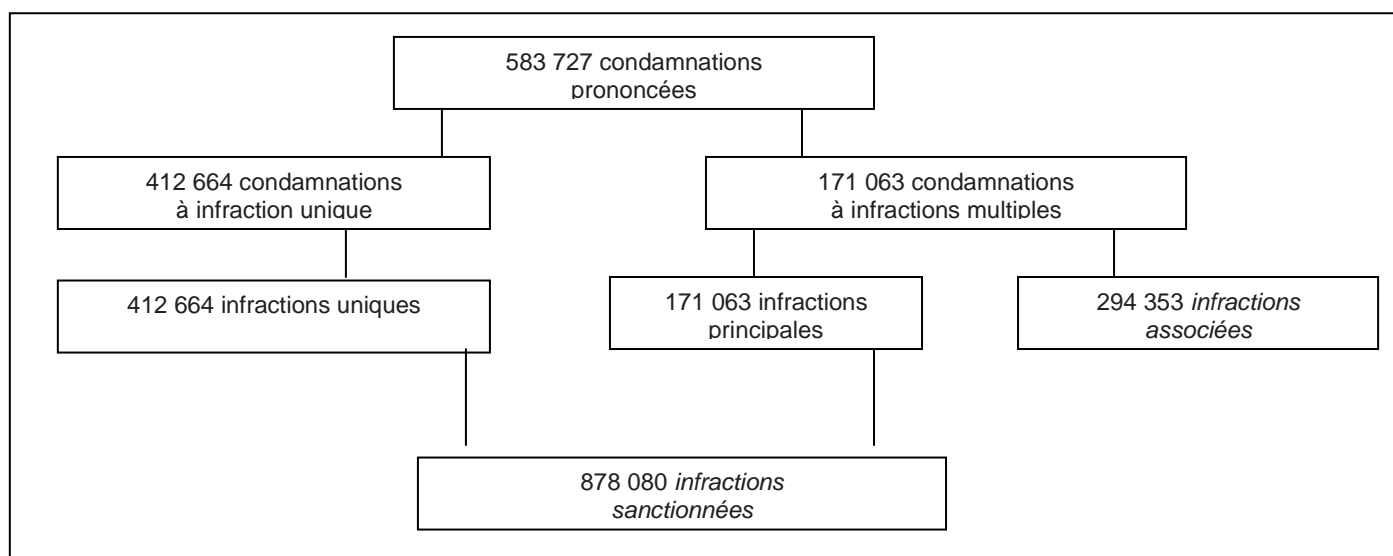 583 727 condamnations
prononcées
412 664 condamnations
à infraction unique
171 063 condamnations
à infractions multiples
412 664 infractions uniques
171 063 infractions
principales
294 353 infractions
associées
878 080 infractions
sanctionnées